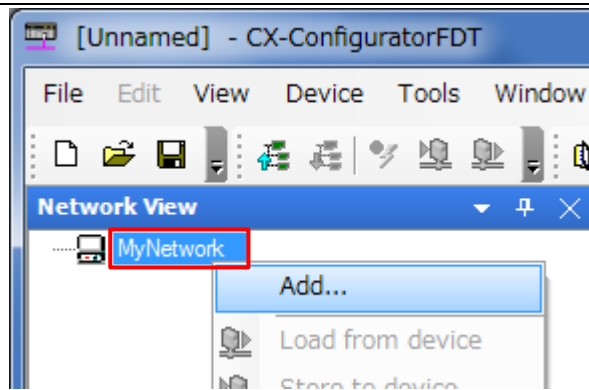 [Unnamed] - CX-ConfiguratorFDT
File Edit View Device Tools Window
Network View
MyNetwork
Add...
Load from device
Store to device